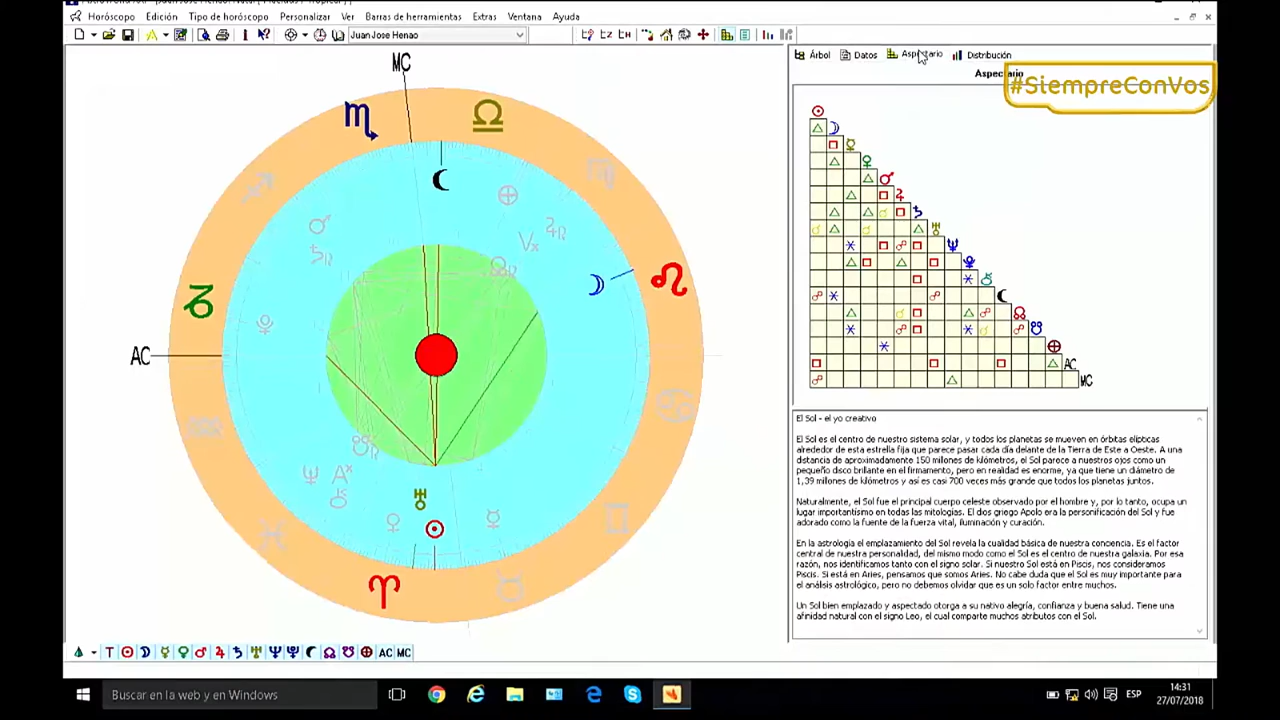 Horóscopo Edición Tipo de horóscopo Personalizar Ver Barras de herramientas Extras Ventana Ayuda
Juan Jose Henao
Árbol Datos Aspectario Distribución
Aspectario
#SiempreConVos
MC
AC
Vx
Ax
R
R
R
R
AC
MC
El Sol - el yo creativo
El Sol es el centro de nuestro sistema solar, y todos los planetas se mueven en órbitas elípticas
alrededor de esta estrella fija que parece pasar cada día delante de la Tierra de Este a Oeste. A una
distancia de aproximadamente 150 millones de kilómetros, el Sol parece a nuestros ojos como un
pequeño disco brillante en el firmamento, pero en realidad es enorme, ya que tiene un diámetro de
1,39 millones de kilómetros y así es casi 700 veces más grande que todos los planetas juntos.
Naturalmente, el Sol fue el principal cuerpo celeste observado por el hombre y, por lo tanto, ocupa un
lugar importantísimo en todas las mitologías. El dios griego Apolo era la personificación del Sol y fue
adorado como la fuente de la fuerza vital, iluminación y curación.
En la astrología el emplazamiento del Sol revela la cualidad básica de nuestra conciencia. Es el factor
central de nuestra personalidad, del mismo modo como el Sol es el centro de nuestra galaxia. Por esa
razón, nos identificamos tanto con el signo solar. Si nuestro Sol está en Piscis, nos consideramos
Piscis. Si está en Aries, pensamos que somos Aries. No cabe duda que el Sol es muy importante para
el análisis astrológico, pero no debemos olvidar que es un solo factor entre muchos.
Un Sol bien emplazado y aspectado otorga a su nativo alegría, confianza y buena salud. Tiene una
afinidad natural con el signo Leo, el cual comparte muchos atributos con el Sol.
T AC MC
Buscar en la web y en Windows
ESP
14:31
27/07/2018